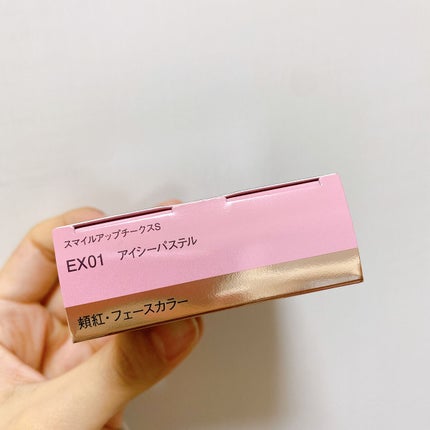 スマイルアップチークスS
EX01 アイシーパステル
頬紅・フェースカラー